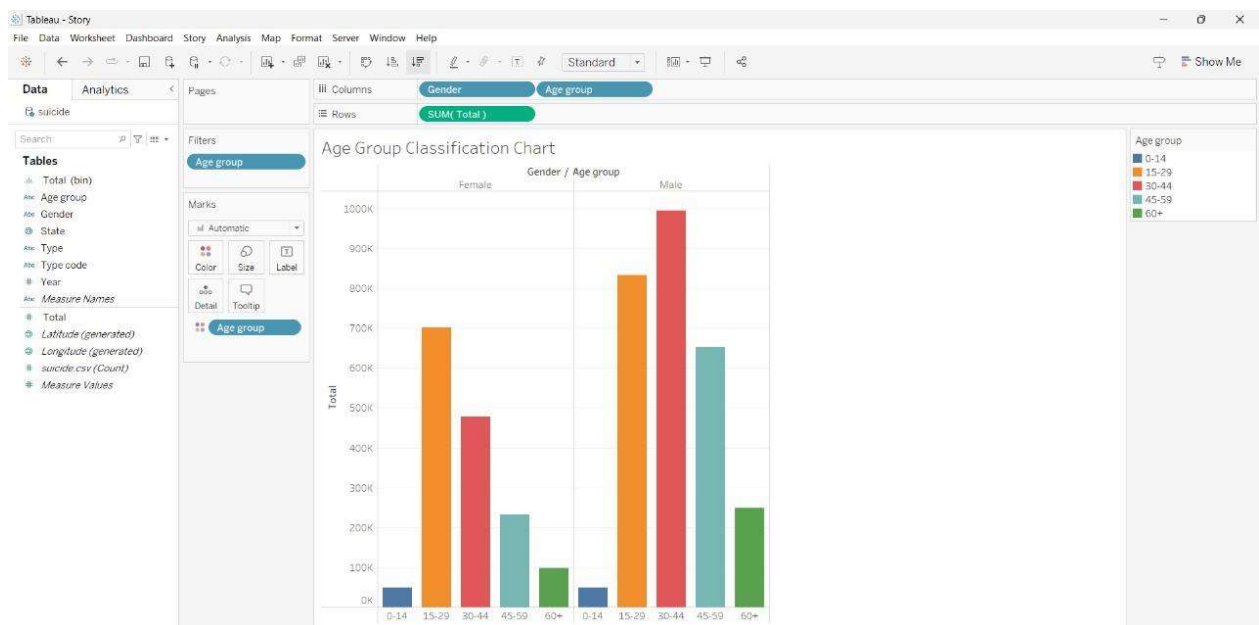 Tableau - Story
File Data Worksheet Dashboard Story Analysis Map Format Server Window Help
Standard
Show Me
Data Analytics
suicide
Search
Tables
Total (bin)
Abc Age group
Abc Gender
State
Abc Type
Abc Type code
# Year
Abc Measure Names
# Total
Latitude (generated)
Longitude (generated)
# suicide.csv (Count)
# Measure Values
Pages
Filters
Age group
Marks
Automatic
Color Size Label
Detail Tooltip
Age group
Columns Gender Age group
Rows SUM( Total )
Age Group Classification Chart
Gender / Age group
Female Male
1000K
900K
800K
700K
600K
500K
400K
300K
200K
100K
0K
Total
0-14 15-29 30-44 45-59 60+ 0-14 15-29 30-44 45-59 60+
Age group
0-14
15-29
30-44
45-59
60+